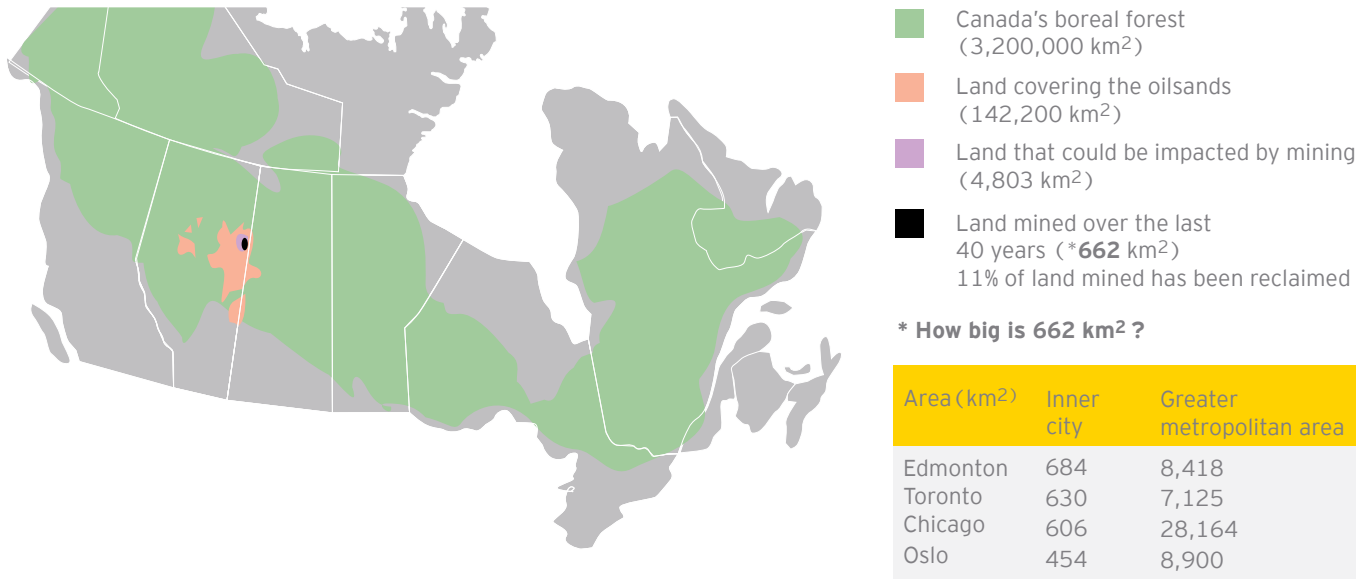 Canada's boreal forest
(3,200,000 km²)
Land covering the oilsands
(142,200 km²)
Land that could be impacted by mining
(4,803 km²)
Land mined over the last
40 years (*662 km²)
11% of land mined has been reclaimed
* How big is 662 km² ?
Area (km²) Inner city Greater metropolitan area
Edmonton 684 8,418
Toronto 630 7,125
Chicago 606 28,164
Oslo 454 8,900